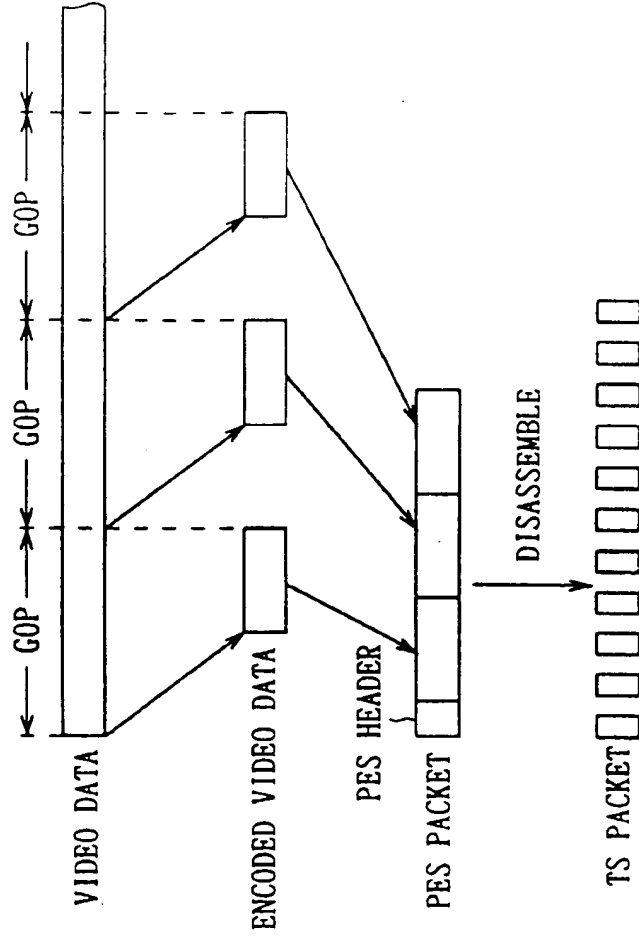 GOP
GOP
GOP
VIDEO DATA
ENCODED VIDEO DATA
PES HEADER
PES PACKET
DISASSEMBLE
TS PACKET